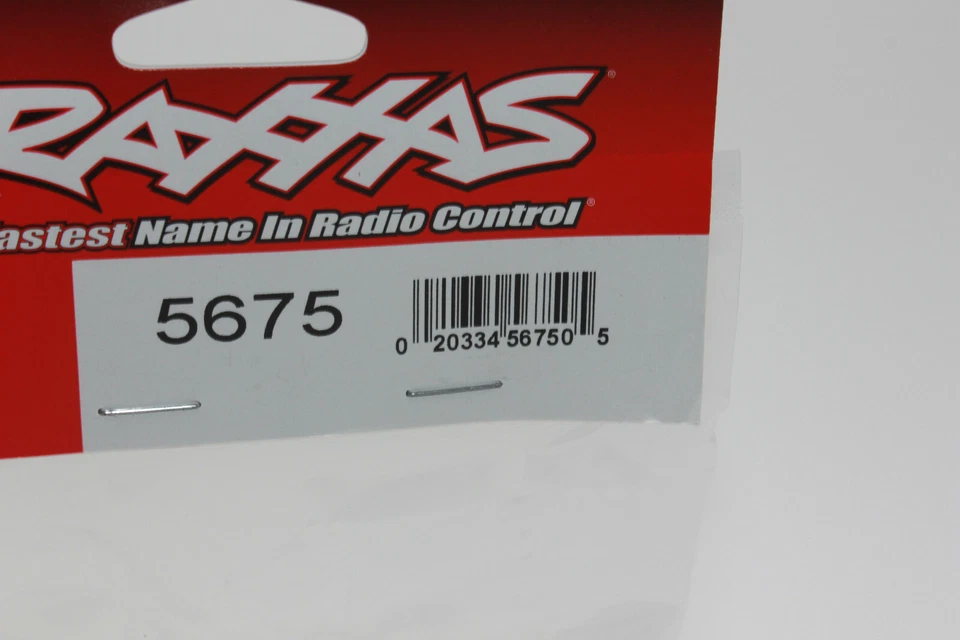 RAXXAS®
astest Name In Radio Control®
5675
0 20334 56750 5